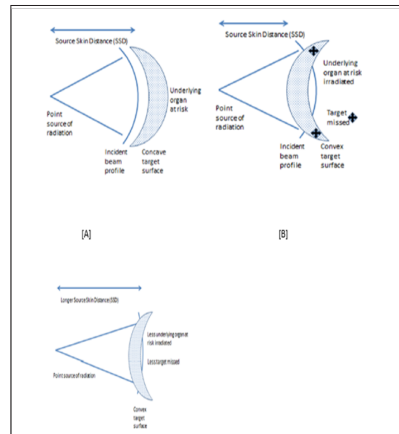 Source Skin Distance (SSD)
Underlying
organ
at risk
Point
source of
radiation
Incident
beam
profile
Concave
target
surface
[A]
Source Skin Distance (SSD)
Underlying
organ at risk
irradiated
Target
missed
Point
source of
radiation
Incident
beam
profile
Convex
target
surface
[B]
Longer Source Skin Distance (SSD)
Less underlying organ at
risk irradiated
Less target missed
Point source of radiation
Convex
target
surface